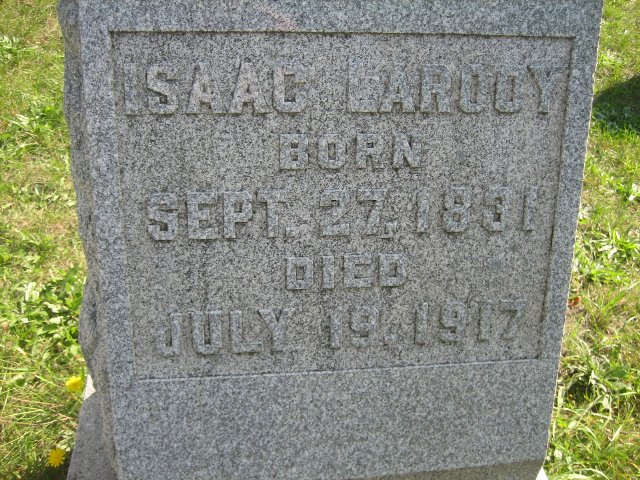 ISAAC LAROOY
BORN
SEPT. 27, 1831
DIED
JULY 19, 1917